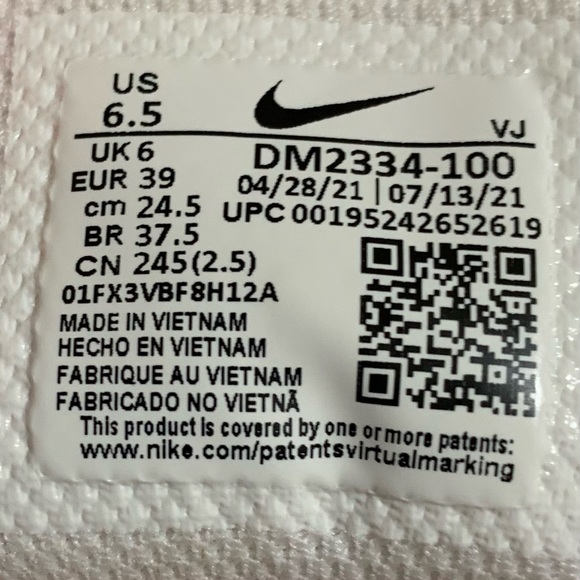 US
6.5
VJ
UK 6
DM2334-100
EUR 39
04/28/21 | 07/13/21
cm 24.5
UPC 00195242652619
BR 37.5
CN 245(2.5)
01FX3VBF8H12A
MADE IN VIETNAM
HECHO EN VIETNAM
FABRIQUE AU VIETNAM
FABRICADO NO VIETNÃ
This product is covered by one or more patents:
www.nike.com/patentsvirtualmarking